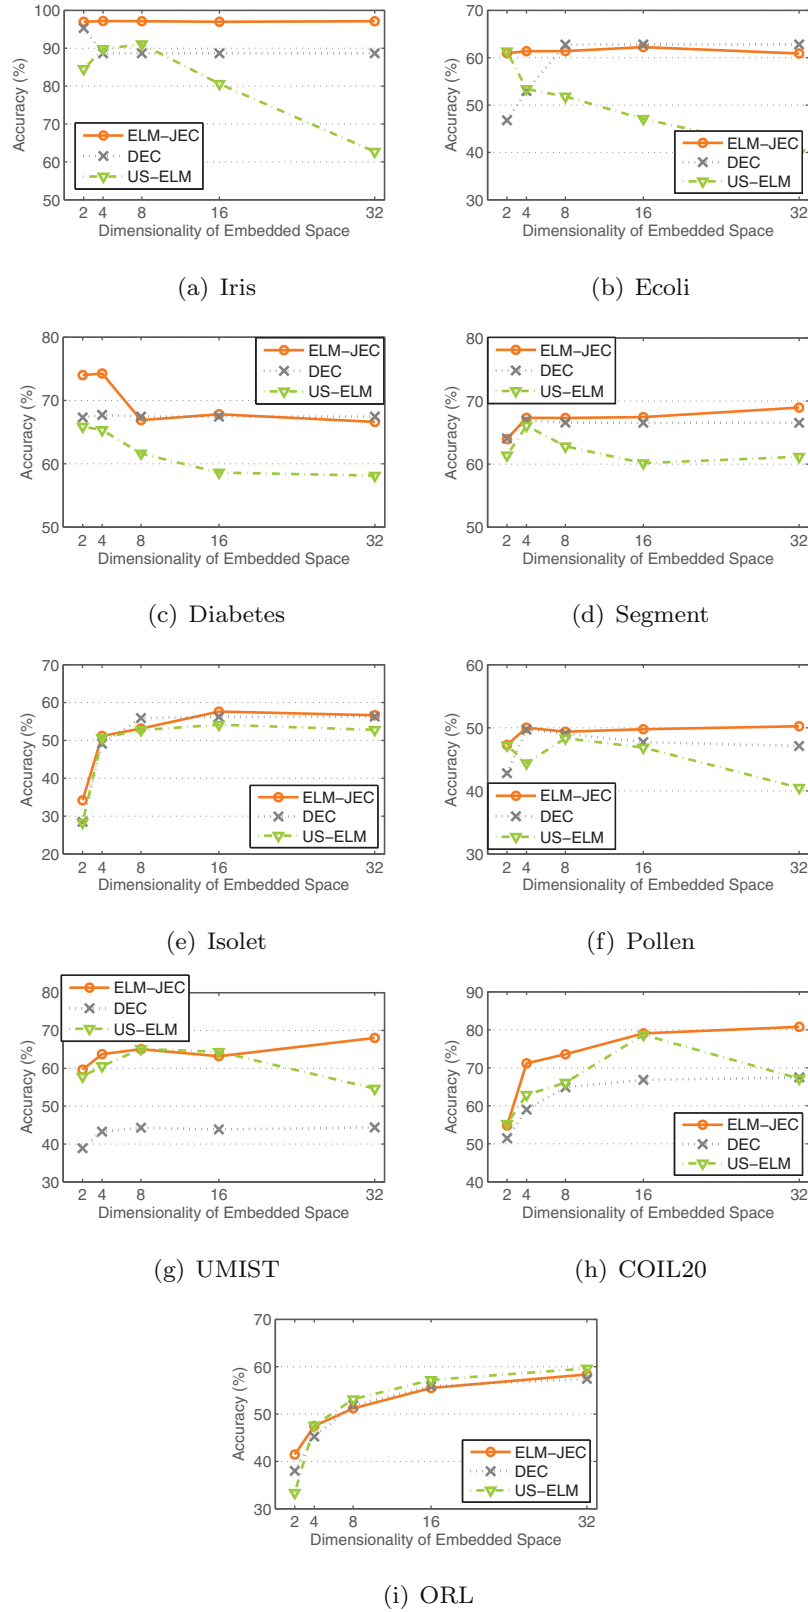 100
90
80
70
60
50
Accuracy (%)
ELM-JEC
DEC
US-ELM
2 4 8 16 32
Dimensionality of Embedded Space
(a) Iris
70
60
50
40
30
Accuracy (%)
ELM-JEC
DEC
US-ELM
2 4 8 16 32
Dimensionality of Embedded Space
(b) Ecoli
80
70
60
50
Accuracy (%)
ELM-JEC
DEC
US-ELM
2 4 8 16 32
Dimensionality of Embedded Space
(c) Diabetes
80
70
60
50
Accuracy (%)
ELM-JEC
DEC
US-ELM
2 4 8 16 32
Dimensionality of Embedded Space
(d) Segment
70
60
50
40
30
20
Accuracy (%)
ELM-JEC
DEC
US-ELM
2 4 8 16 32
Dimensionality of Embedded Space
(e) Isolet
60
50
40
30
Accuracy (%)
ELM-JEC
DEC
US-ELM
2 4 8 16 32
Dimensionality of Embedded Space
(f) Pollen
80
70
60
50
40
30
Accuracy (%)
ELM-JEC
DEC
US-ELM
2 4 8 16 32
Dimensionality of Embedded Space
(g) UMIST
90
80
70
60
50
40
Accuracy (%)
ELM-JEC
DEC
US-ELM
2 4 8 16 32
Dimensionality of Embedded Space
(h) COIL20
70
60
50
40
30
Accuracy (%)
ELM-JEC
DEC
US-ELM
2 4 8 16 32
Dimensionality of Embedded Space
(i) ORL